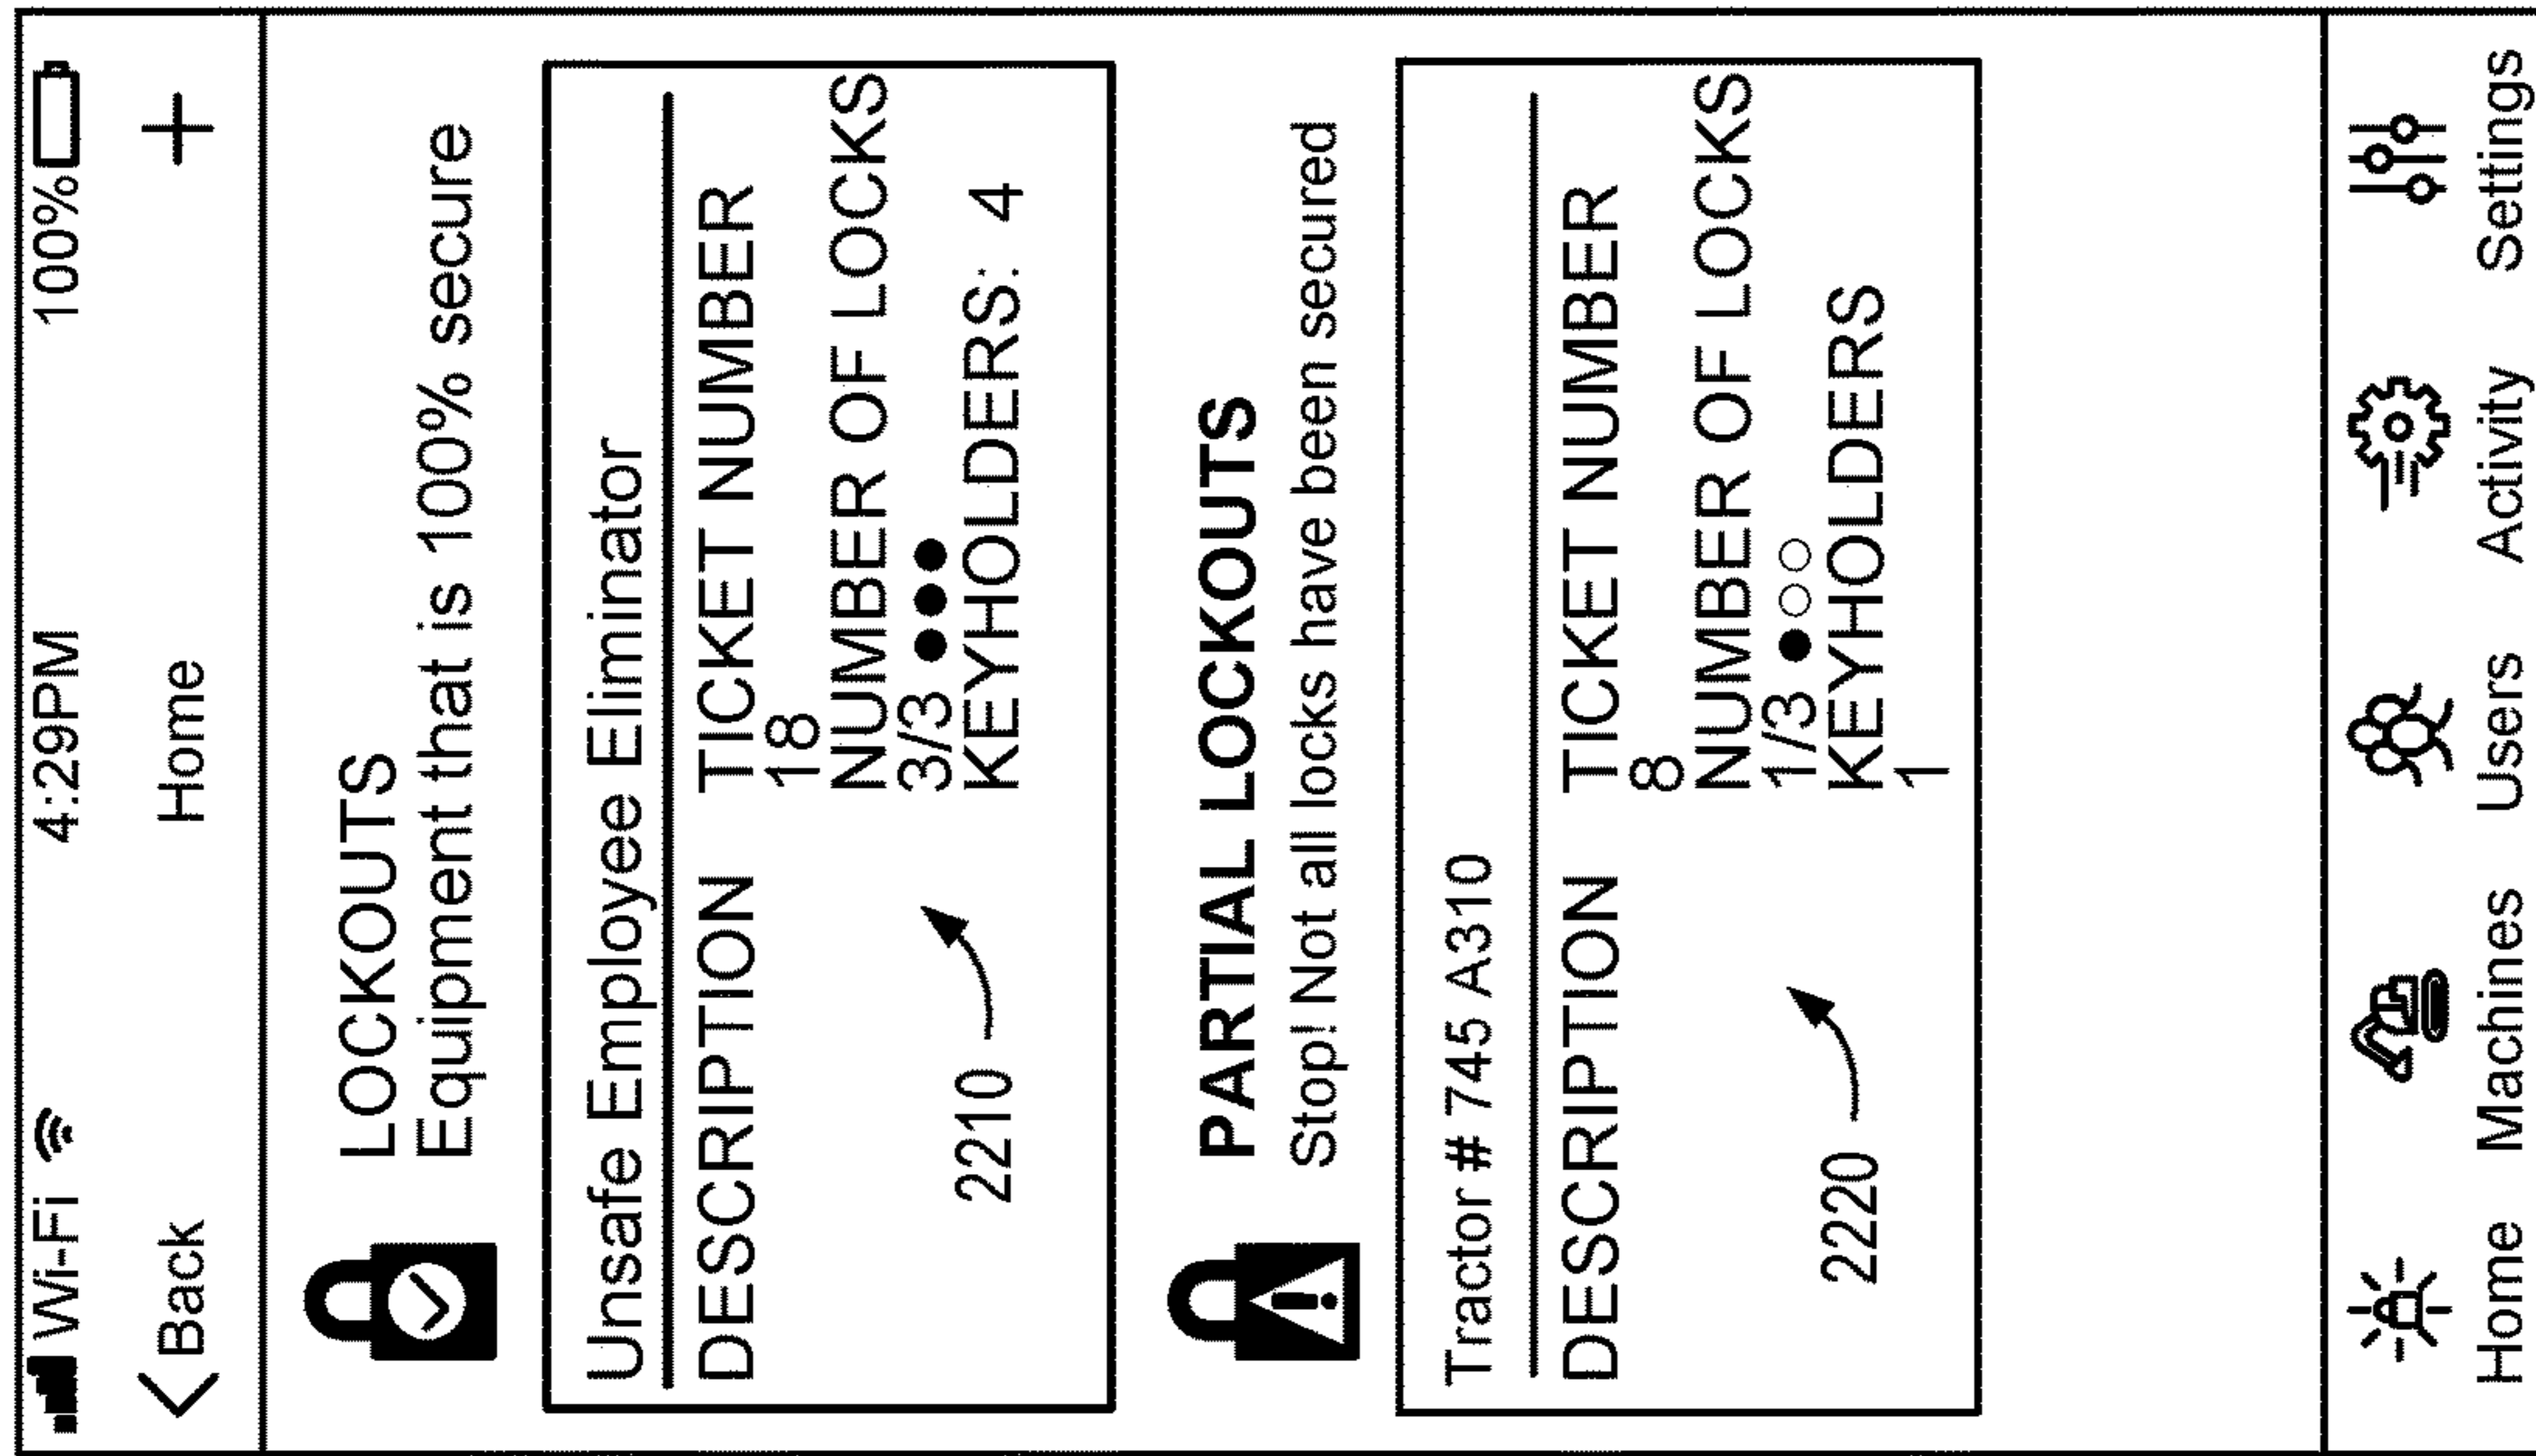 Wi-Fi 4:29PM 100%
Back Home +
LOCKOUTS
Equipment that is 100% secure
Unsafe Employee Eliminator
DESCRIPTION TICKET NUMBER
18
NUMBER OF LOCKS
3/3
KEYHOLDERS: 4
2210
PARTIAL LOCKOUTS
Stop! Not all locks have been secured
Tractor # 745 A310
DESCRIPTION TICKET NUMBER
8
NUMBER OF LOCKS
1/3
KEYHOLDERS
1
2220
Home Machines Users Activity Settings